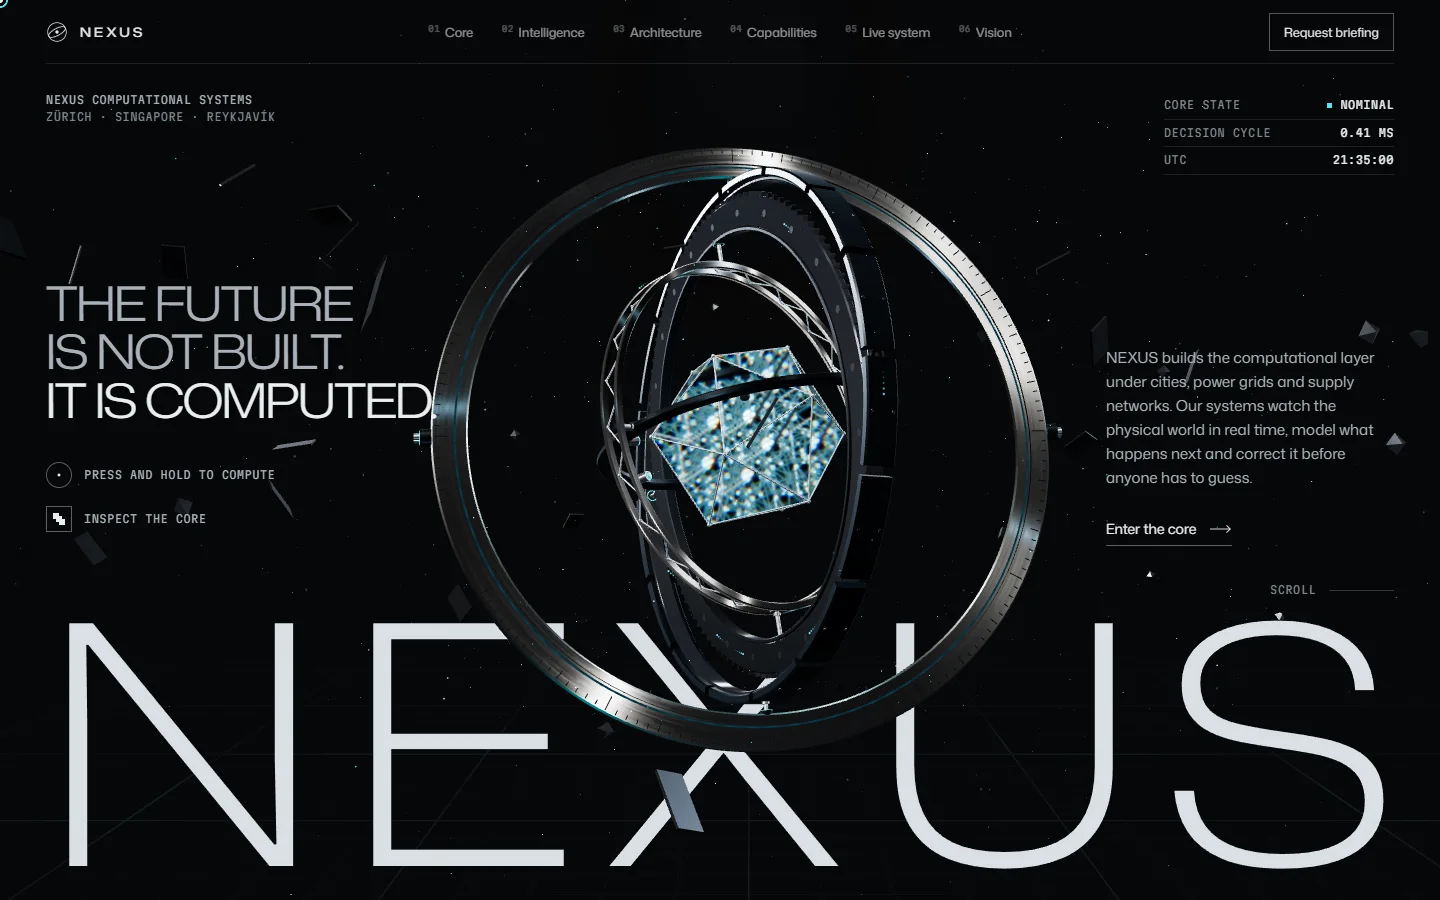 NEXUS
01 Core
02 Intelligence
03 Architecture
04 Capabilities
05 Live system
06 Vision
Request briefing
NEXUS COMPUTATIONAL SYSTEMS
ZÜRICH · SINGAPORE · REYKJAVÍK
CORE STATE NOMINAL
DECISION CYCLE 0.41 MS
UTC 21:35:00
THE FUTURE
IS NOT BUILT.
IT IS COMPUTED.
PRESS AND HOLD TO COMPUTE
INSPECT THE CORE
NEXUS builds the computational layer
under cities, power grids and supply
networks. Our systems watch the
physical world in real time, model what
happens next and correct it before
anyone has to guess.
Enter the core
SCROLL
NEXUS